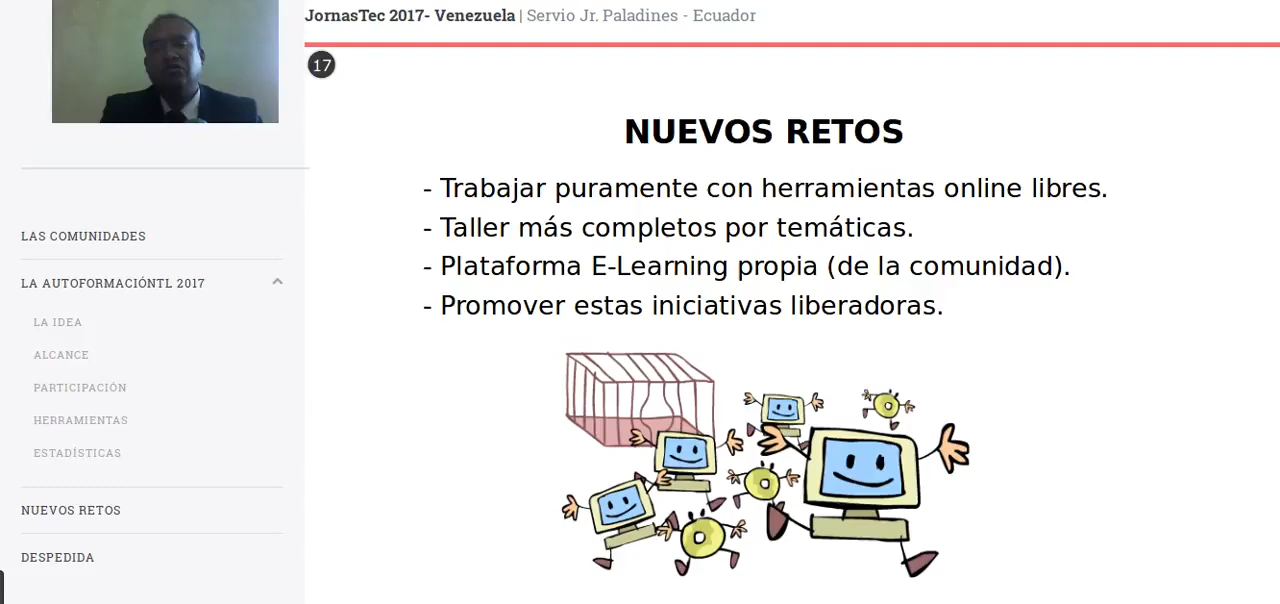 JornasTec 2017- Venezuela | Servio Jr. Paladines - Ecuador
17
NUEVOS RETOS
- Trabajar puramente con herramientas online libres.
- Taller más completos por temáticas.
- Plataforma E-Learning propia (de la comunidad).
- Promover estas iniciativas liberadoras.
LAS COMUNIDADES
LA AUTOFORMACIÓNTL 2017
LA IDEA
ALCANCE
PARTICIPACIÓN
HERRAMIENTAS
ESTADÍSTICAS
NUEVOS RETOS
DESPEDIDA